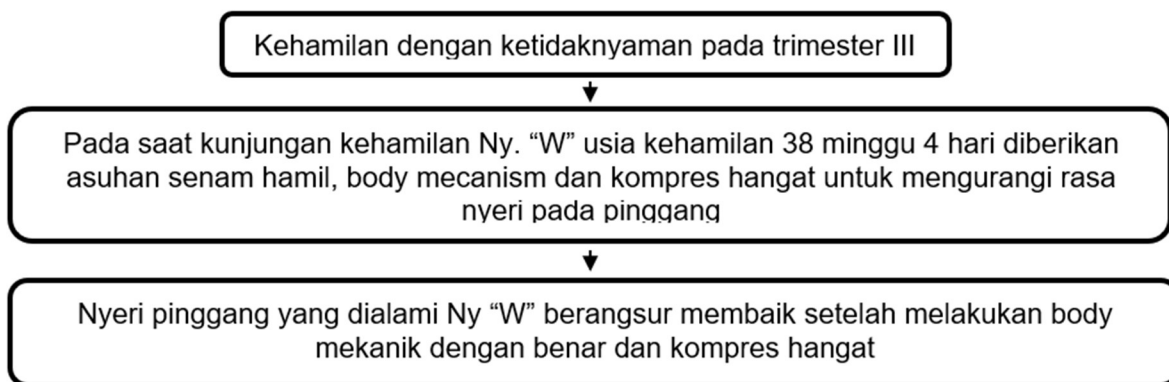 Kehamilan dengan ketidaknyaman pada trimester III
Pada saat kunjungan kehamilan Ny. “W” usia kehamilan 38 minggu 4 hari diberikan
asuhan senam hamil, body mecanism dan kompres hangat untuk mengurangi rasa
nyeri pada pinggang
Nyeri pinggang yang dialami Ny “W” berangsur membaik setelah melakukan body
mekanik dengan benar dan kompres hangat